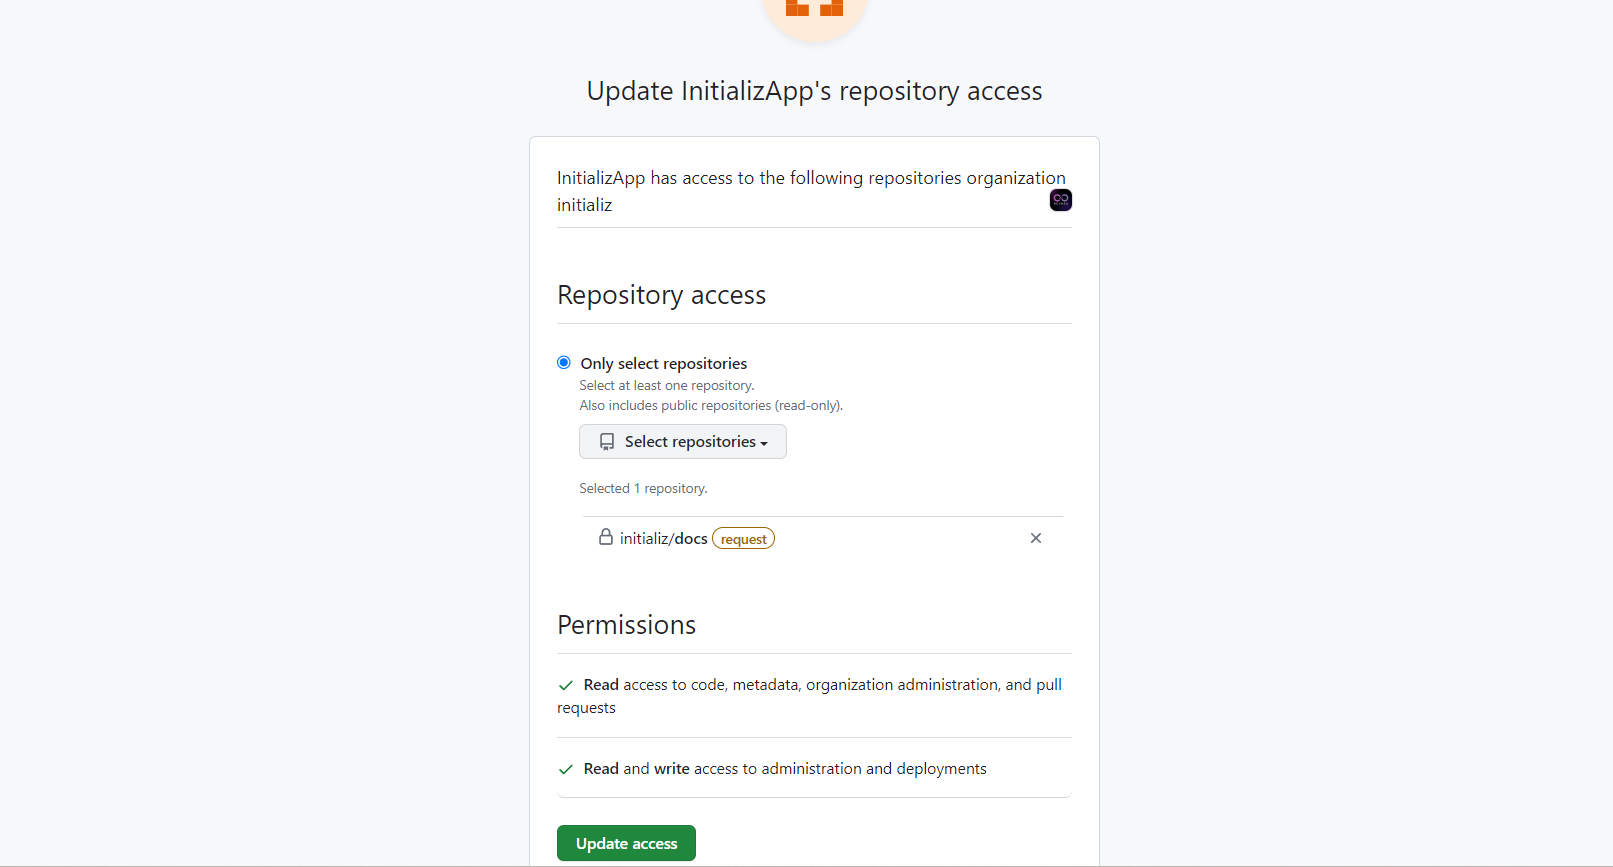 Update InitializApp's repository access
InitializApp has access to the following repositories organization
initializ
Repository access
Only select repositories
Select at least one repository.
Also includes public repositories (read-only).
Select repositories
Selected 1 repository.
initializ/docs request
Permissions
Read access to code, metadata, organization administration, and pull
requests
Read and write access to administration and deployments
Update access